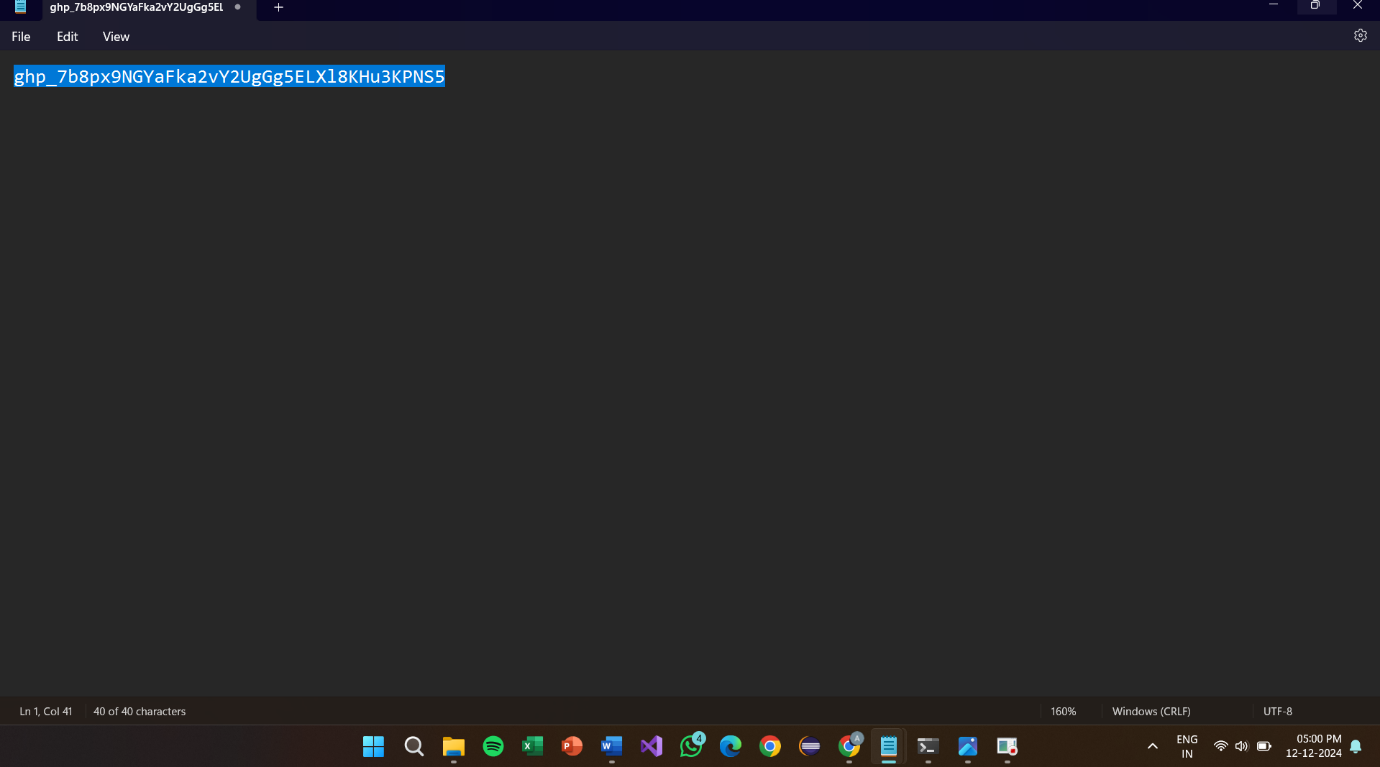 ghp_7b8px9NGYaFka2vY2UgGg5EL
File Edit View
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
Ln 1, Col 41 40 of 40 characters 160% Windows (CRLF) UTF-8
4 A ENG 05:00 PM
IN 12-12-2024